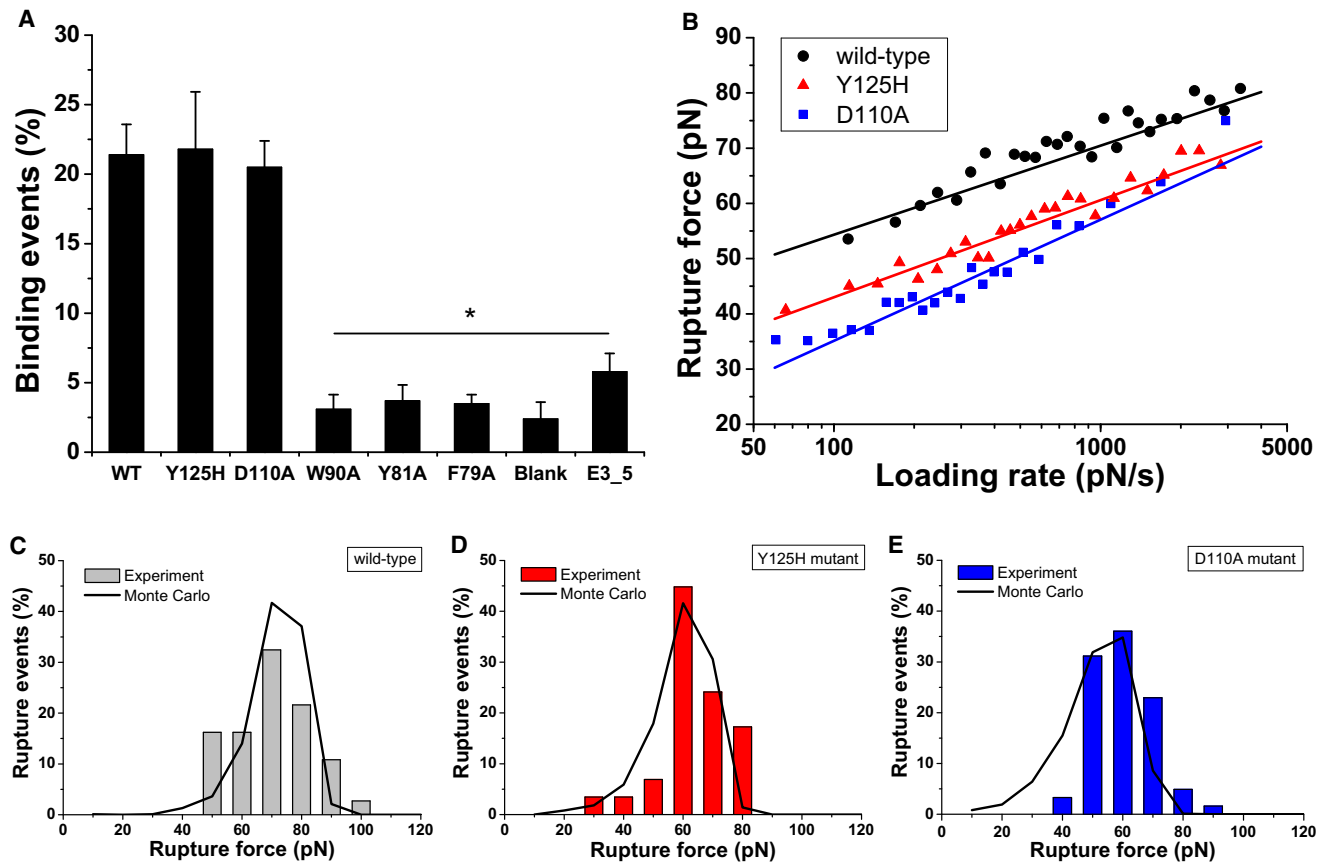 A
Binding events (%)
30
25
20
15
10
5
0
WT Y125H D110A W90A Y81A F79A Blank E3_5
*
B
Rupture force (pN)
90
80
70
60
50
40
30
20
wild-type
Y125H
D110A
50 100 1000 5000
Loading rate (pN/s)
C
wild-type
Experiment
Monte Carlo
Rupture events (%)
50
40
30
20
10
0
0 20 40 60 80 100 120
Rupture force (pN)
D
Y125H mutant
Experiment
Monte Carlo
Rupture events (%)
50
40
30
20
10
0
0 20 40 60 80 100 120
Rupture force (pN)
E
D110A mutant
Experiment
Monte Carlo
Rupture events (%)
50
40
30
20
10
0
0 20 40 60 80 100 120
Rupture force (pN)